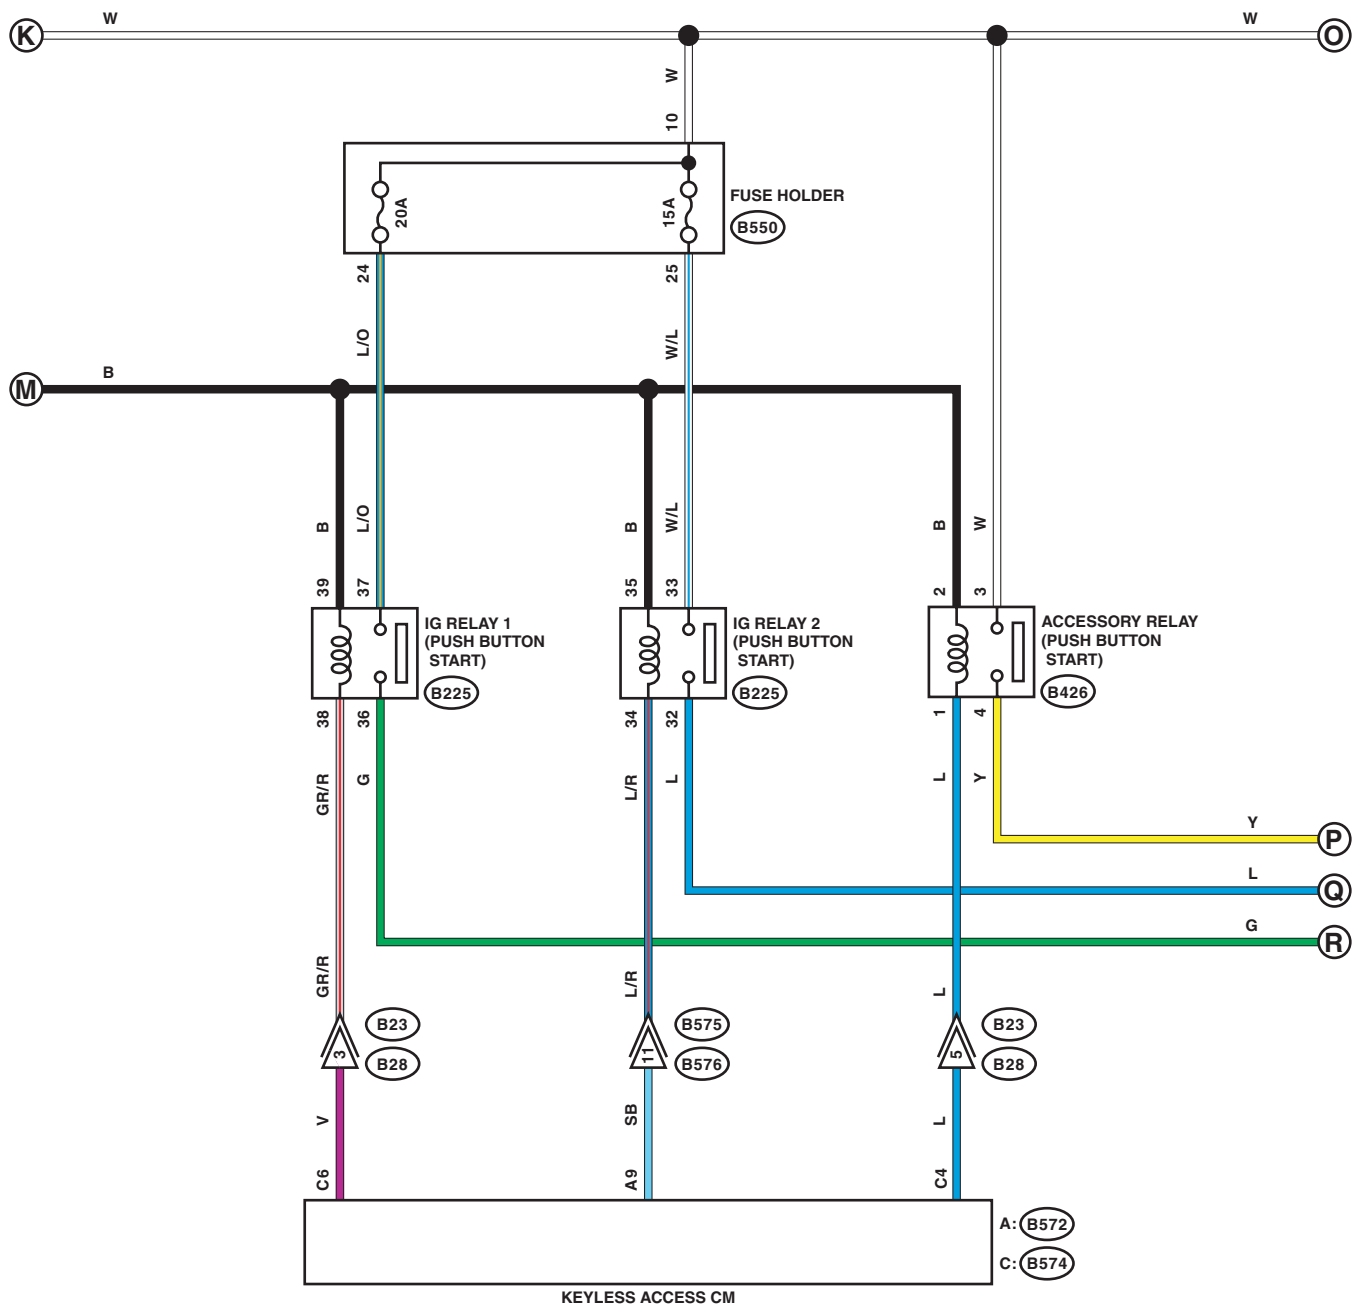 W
W
K
O
W
10
20A
15A
FUSE HOLDER
B550
24
25
L/O
W/L
M
B
B
L/O
B
W/L
B
W
39
37
35
33
2
3
IG RELAY 1
(PUSH BUTTON
START)
B225
IG RELAY 2
(PUSH BUTTON
START)
B225
ACCESSORY RELAY
(PUSH BUTTON
START)
B426
38
36
34
32
1
4
GR/R
G
L/R
L
L
Y
Y
P
L
Q
G
R
GR/R
L/R
L
3
B23
B28
11
B575
B576
5
B23
B28
V
SB
L
C6
A9
C4
A: B572
C: B574
KEYLESS ACCESS CM